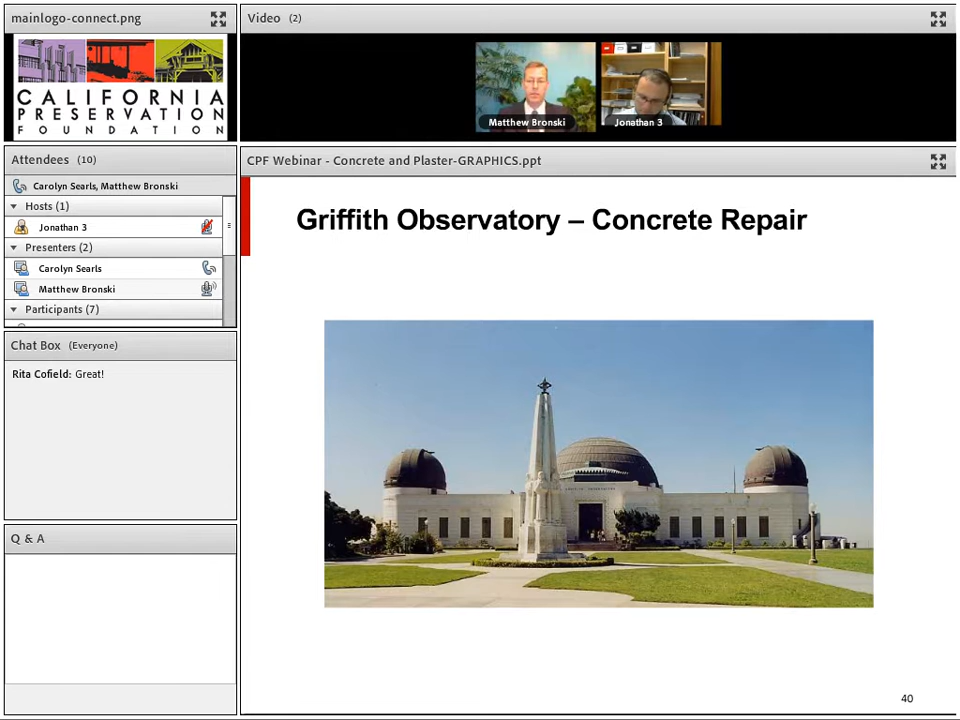 mainlogo-connect.png
CALIFORNIA
PRESERVATION
FOUNDATION
Video (2)
Matthew Bronski
Jonathan 3
Attendees (10)
Carolyn Searls, Matthew Bronski
Hosts (1)
Jonathan 3
Presenters (2)
Carolyn Searls
Matthew Bronski
Participants (7)
Chat Box (Everyone)
Rita Cofield: Great!
Q & A
CPF Webinar - Concrete and Plaster-GRAPHICS.ppt
Griffith Observatory – Concrete Repair
40